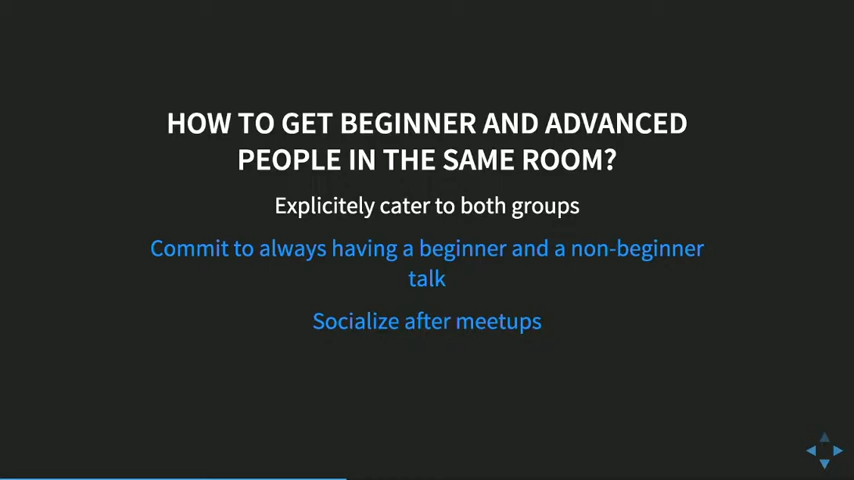 HOW TO GET BEGINNER AND ADVANCED
PEOPLE IN THE SAME ROOM?
Explicitely cater to both groups
Commit to always having a beginner and a non-beginner
talk
Socialize after meetups